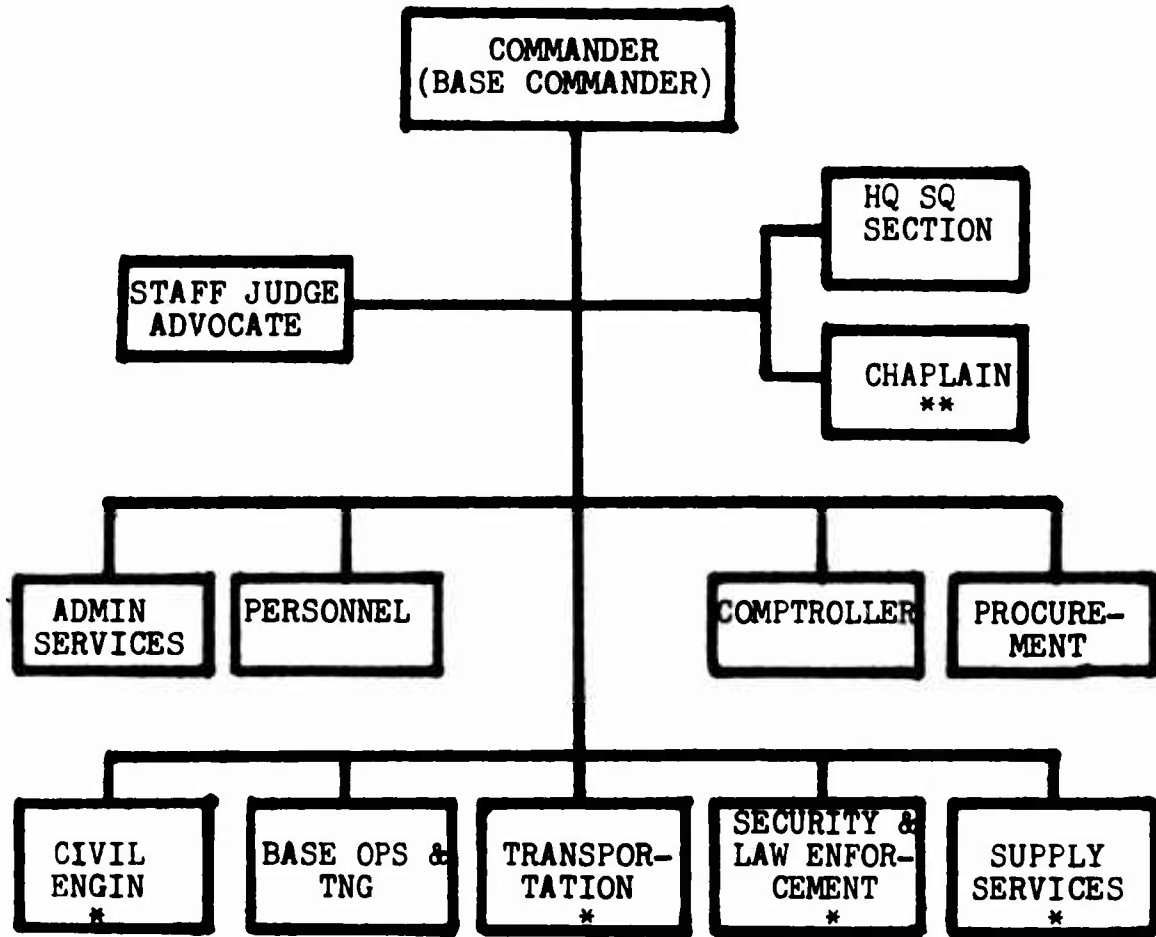 COMMANDER
(BASE COMMANDER)
HQ SQ
SECTION
STAFF JUDGE
ADVOCATE
CHAPLAIN
**
ADMIN
SERVICES
PERSONNEL
COMPTROLLER
PROCURE-
MENT
CIVIL
ENGIN
*
BASE OPS &
TNG
TRANSPOR-
TATION
*
SECURITY &
LAW ENFOR-
CEMENT
*
SUPPLY
SERVICES
*